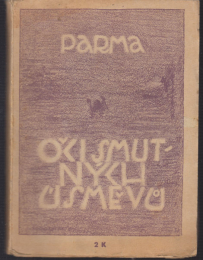 PARMA
OČI SMUT-
NÝCH
ÚSMĚVŮ
2 K